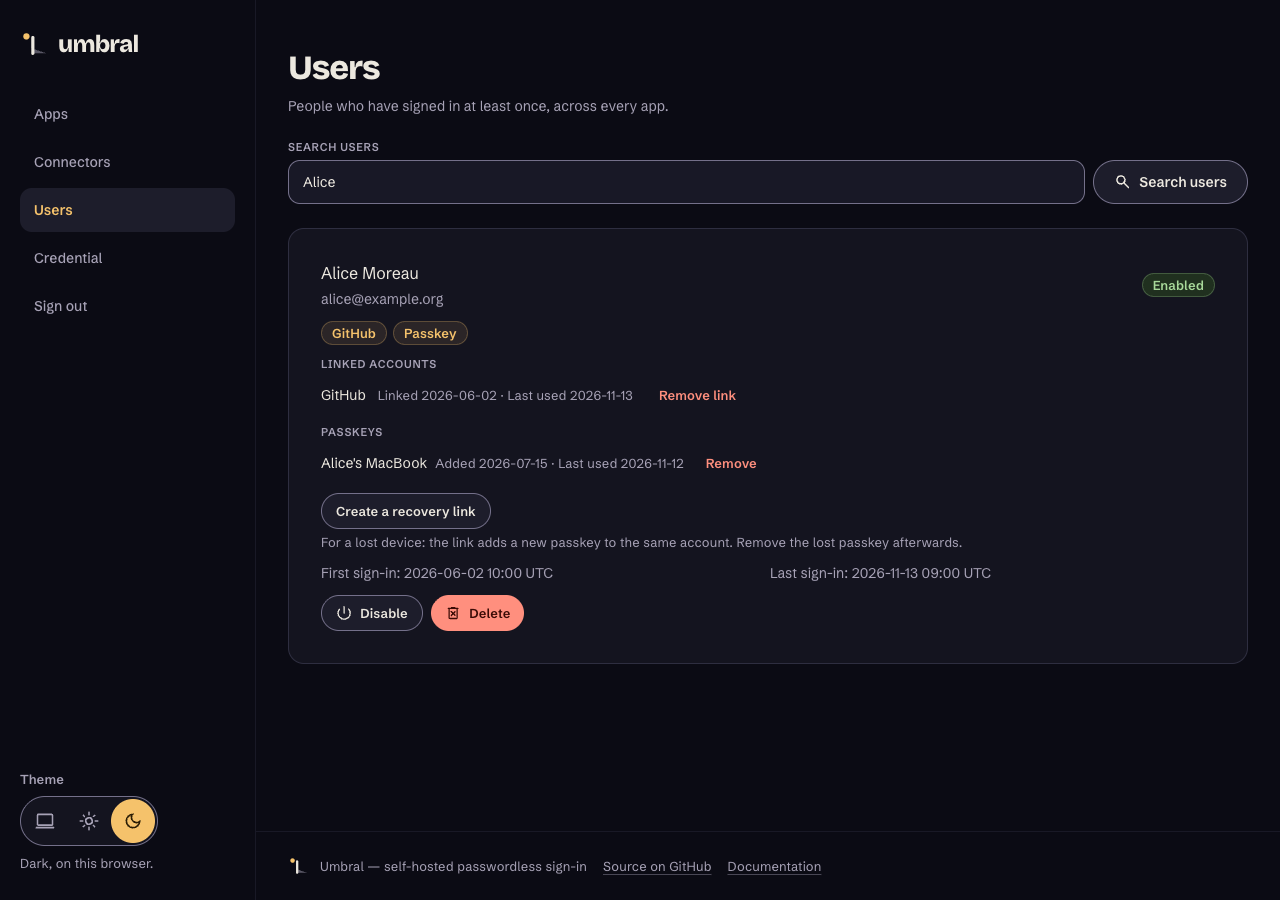 umbral
Apps
Connectors
Users
Credential
Sign out
Theme
Dark, on this browser.
Users
People who have signed in at least once, across every app.
SEARCH USERS
Alice
Search users
Alice Moreau
alice@example.org
Enabled
GitHub Passkey
LINKED ACCOUNTS
GitHub Linked 2026-06-02 · Last used 2026-11-13 Remove link
PASSKEYS
Alice's MacBook Added 2026-07-15 · Last used 2026-11-12 Remove
Create a recovery link
For a lost device: the link adds a new passkey to the same account. Remove the lost passkey afterwards.
First sign-in: 2026-06-02 10:00 UTC Last sign-in: 2026-11-13 09:00 UTC
Disable Delete
Umbral — self-hosted passwordless sign-in Source on GitHub Documentation